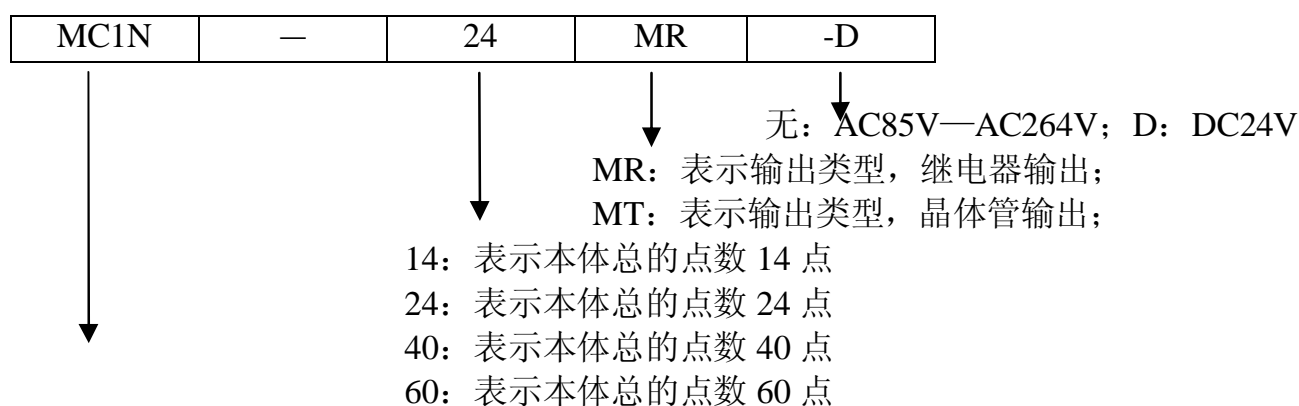 MC1N — 24 MR -D
无：AC85V—AC264V；D：DC24V
MR：表示输出类型，继电器输出；
MT：表示输出类型，晶体管输出；
14：表示本体总的点数 14 点
24：表示本体总的点数 24 点
40：表示本体总的点数 40 点
60：表示本体总的点数 60 点